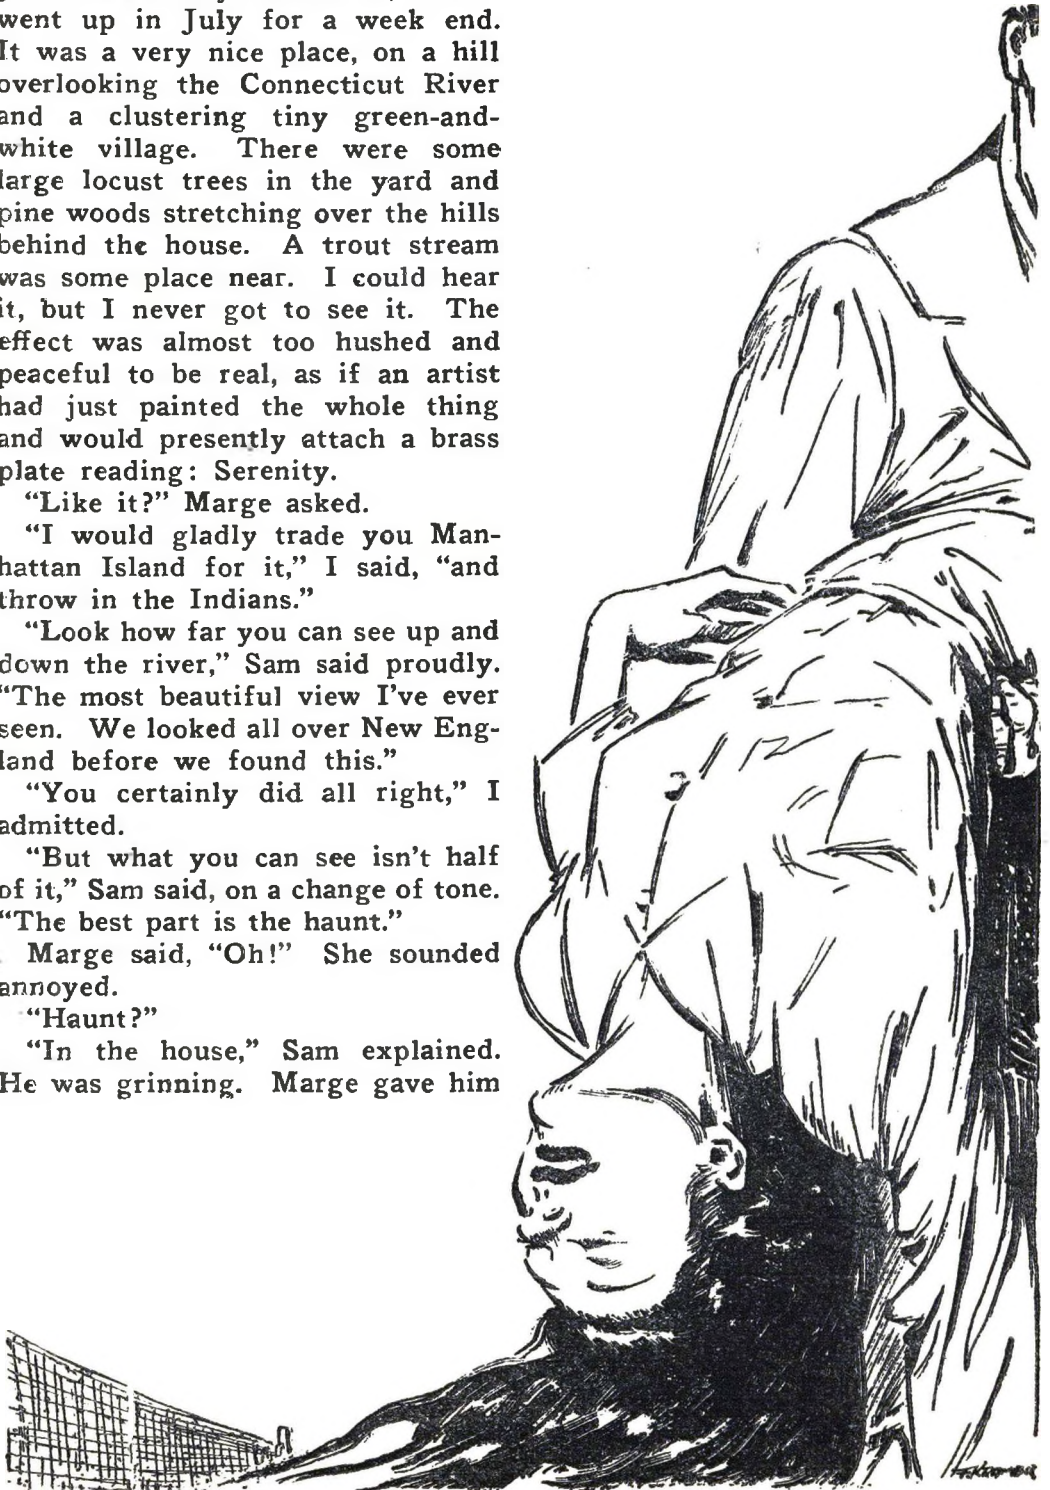 went up in July for a week end.
It was a very nice place, on a hill
overlooking the Connecticut River
and a clustering tiny green-and-
white village. There were some
large locust trees in the yard and
pine woods stretching over the hills
behind the house. A trout stream
was some place near. I could hear
it, but I never got to see it. The
effect was almost too hushed and
peaceful to be real, as if an artist
had just painted the whole thing
and would presently attach a brass
plate reading: Serenity.
“Like it?” Marge asked.
“I would gladly trade you Man-
hattan Island for it,” I said, “and
throw in the Indians.”
“Look how far you can see up and
down the river,” Sam said proudly.
“The most beautiful view I’ve ever
seen. We looked all over New Eng-
land before we found this.”
“You certainly did all right,” I
admitted.
“But what you can see isn’t half
of it,” Sam said, on a change of tone.
“The best part is the haunt.”
Marge said, “Oh!” She sounded
annoyed.
“Haunt?”
“In the house,” Sam explained.
He was grinning. Marge gave him